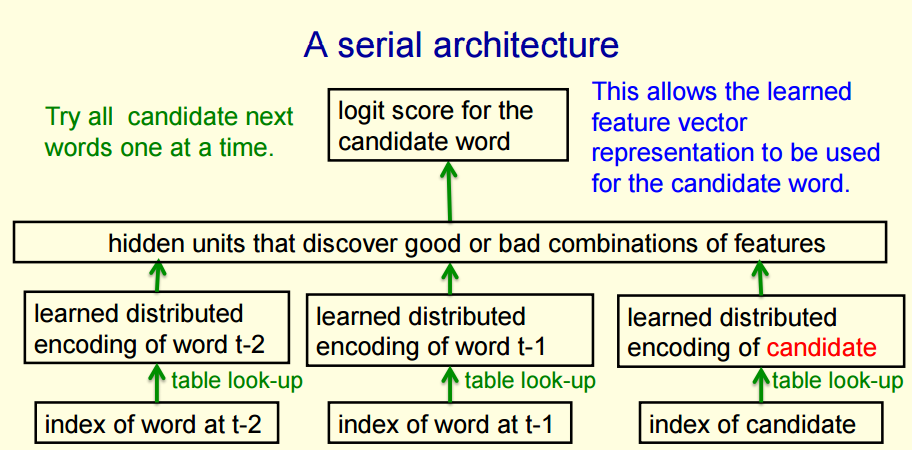 A serial architecture
Try all candidate next
words one at a time.
logit score for the
candidate word
This allows the learned
feature vector
representation to be used
for the candidate word.
hidden units that discover good or bad combinations of features
learned distributed
encoding of word t-2
learned distributed
encoding of word t-1
learned distributed
encoding of candidate
table look-up
table look-up
table look-up
index of word at t-2
index of word at t-1
index of candidate